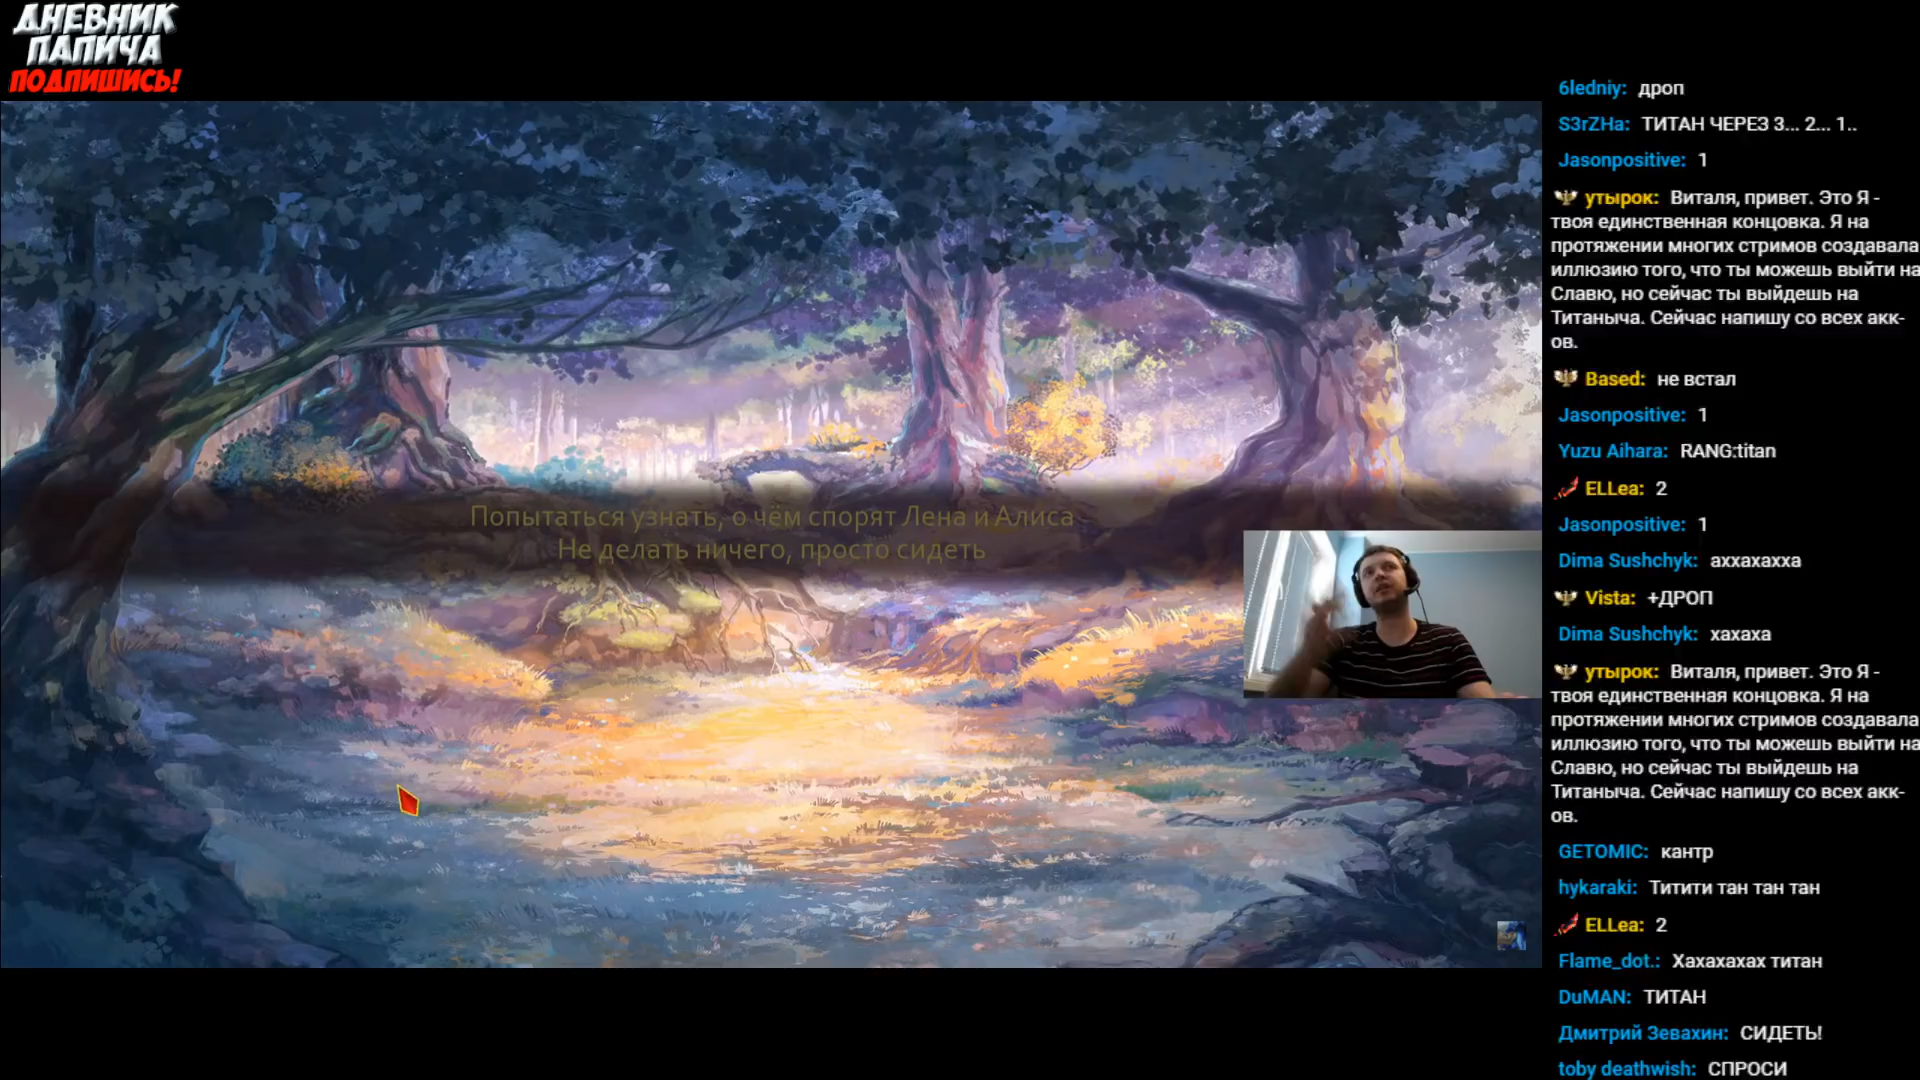 ДНЕВНИК
ПАПИЧА
ПОДПИШИСЬ!
6ledniy: дроп
S3rZHa: ТИТАН ЧЕРЕЗ 3... 2... 1..
Jasonpositive: 1
утырок: Виталя, привет. Это Я -
твоя единственная концовка. Я на
протяжении многих стримов создавала
иллюзию того, что ты можешь выйти на
Славю, но сейчас ты выйдешь на
Титаныча. Сейчас напишу со всех акк-
ов.
Based: не встал
Jasonpositive: 1
Yuzu Aihara: RANG:titan
ELLea: 2
Попытаться узнать, о чём спорят Лена и Алиса
Не делать ничего, просто сидеть
Jasonpositive: 1
Dima Sushchyk: аххахахха
Vista: +ДРОП
Dima Sushchyk: хахаха
утырок: Виталя, привет. Это Я -
твоя единственная концовка. Я на
протяжении многих стримов создавала
иллюзию того, что ты можешь выйти на
Славю, но сейчас ты выйдешь на
Титаныча. Сейчас напишу со всех акк-
ов.
GETOMIC: кантр
hykaraki: Титити тан тан тан
ELLea: 2
Flame_dot.: Хахахахах титан
DuMAN: ТИТАН
Дмитрий Зевахин: СИДЕТЬ!
toby deathwish: СПРОСИ